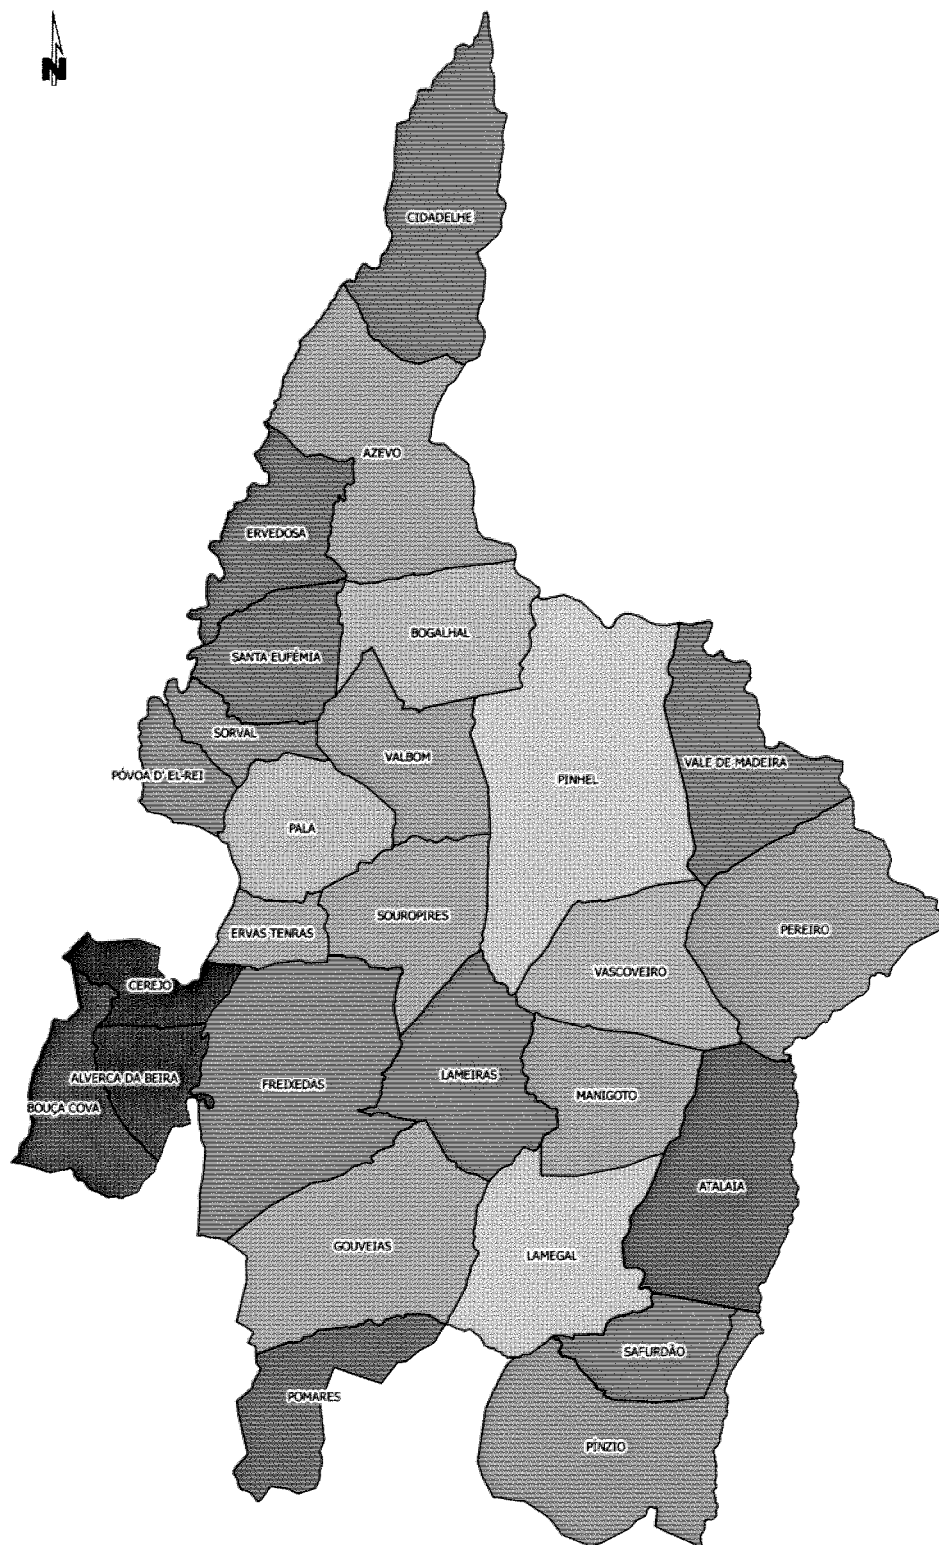 N
CIDADELHE
AZEVO
ERVEDOSA
BOGALHAL
SANTA EUFÉMIA
SORVAL
VALBOM
VALE DE MADEIRA
PÓVOA D' EL-REI
PINHEL
PALA
SOUROPIRES
PEREIRO
ERVAS TENRAS
VASCOVEIRO
CEREJO
LAMEIRAS
ALVERCA DA BEIRA
FREIXEDAS
MANIGOTO
BOUÇA COVA
ATALAIA
GOUVEIAS
LAMEGAL
SAFURDÃO
POMARES
PINZIO